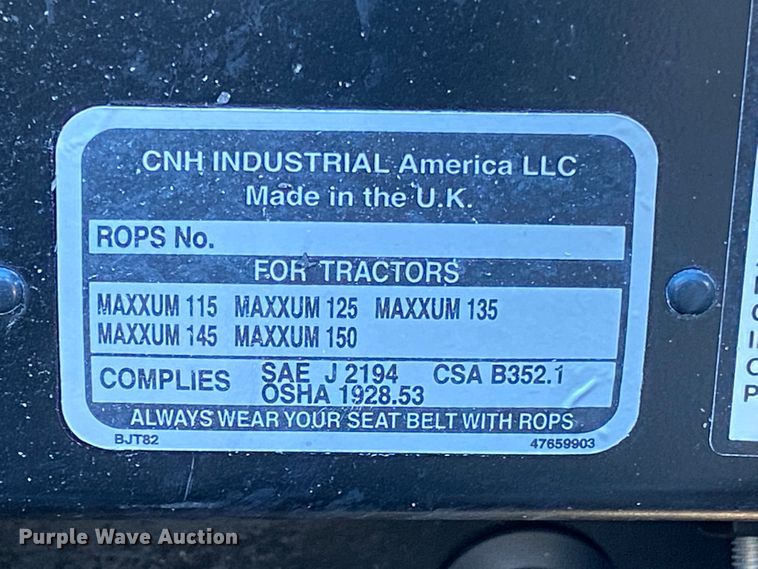 CNH INDUSTRIAL America LLC
Made in the U.K.
ROPS No.
FOR TRACTORS
MAXXUM 115 MAXXUM 125 MAXXUM 135
MAXXUM 145 MAXXUM 150
COMPLIES SAE J 2194 CSA B352.1
OSHA 1928.53
ALWAYS WEAR YOUR SEAT BELT WITH ROPS
BJT82 47659903
Purple Wave Auction